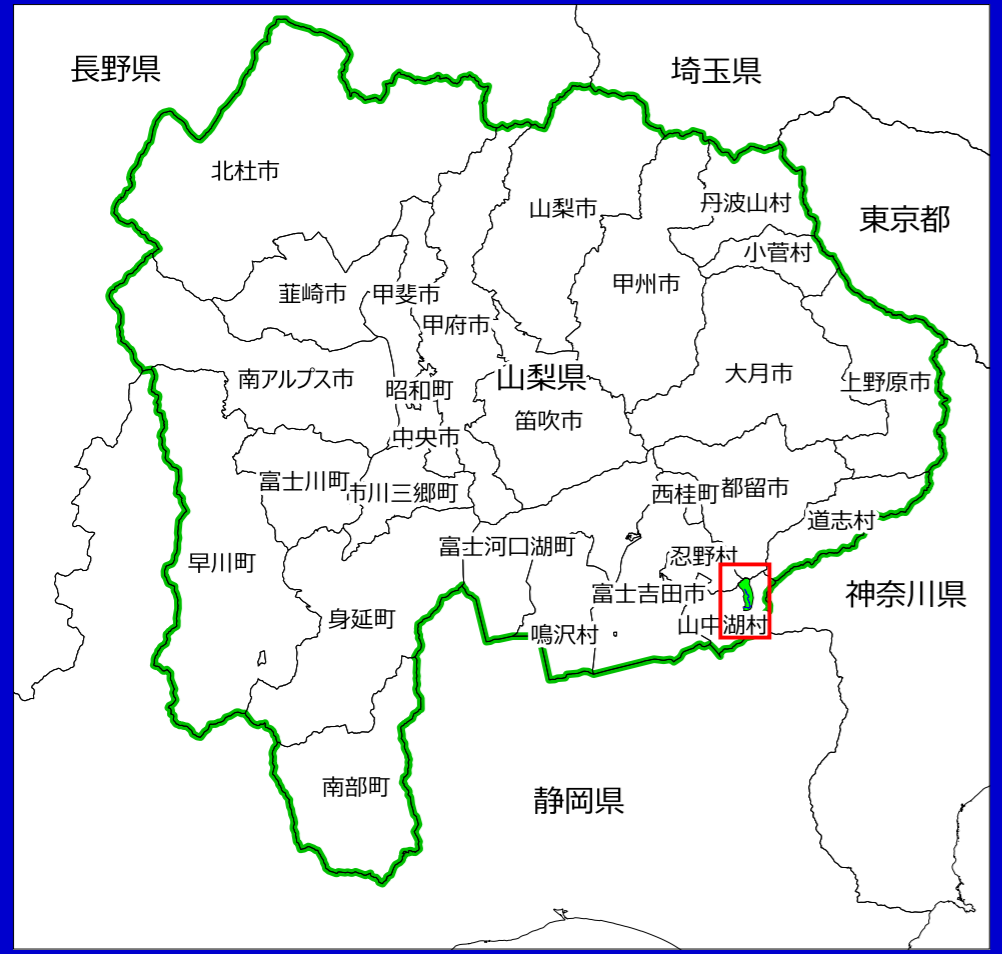 長野県
埼玉県
北杜市
山梨市
丹波山村
東京都
小菅村
韮崎市
甲斐市
甲州市
甲府市
南アルプス市
昭和町
山梨県
大月市
上野原市
笛吹市
中央市
富士川町
市川三郷町
西桂町
都留市
道志村
富士河口湖町
忍野村
早川町
富士吉田市
神奈川県
身延町
鳴沢村
山中湖村
南部町
静岡県